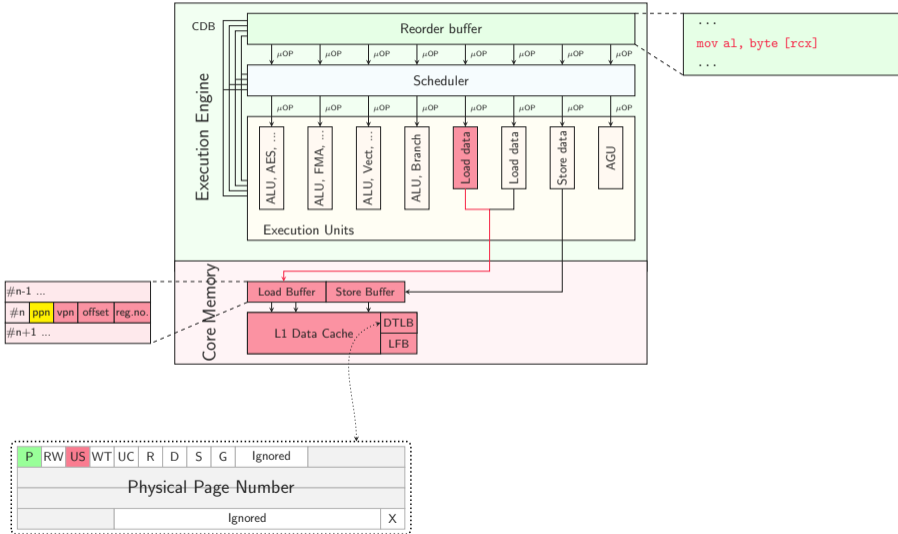 CDB
Reorder buffer
...
mov al, byte [rcx]
...
μOP μOP μOP μOP μOP μOP μOP μOP
Scheduler
μOP μOP μOP μOP μOP μOP μOP μOP
Execution Engine
ALU, AES, ...
ALU, FMA, ...
ALU, Vect, ...
ALU, Branch
Load data
Load data
Store data
AGU
Execution Units
Core Memory
Load Buffer Store Buffer
#n-1 ...
#n ppn vpn offset reg.no.
#n+1 ...
L1 Data Cache
DTLB
LFB
P RW US WT UC R D S G Ignored
Physical Page Number
Ignored X